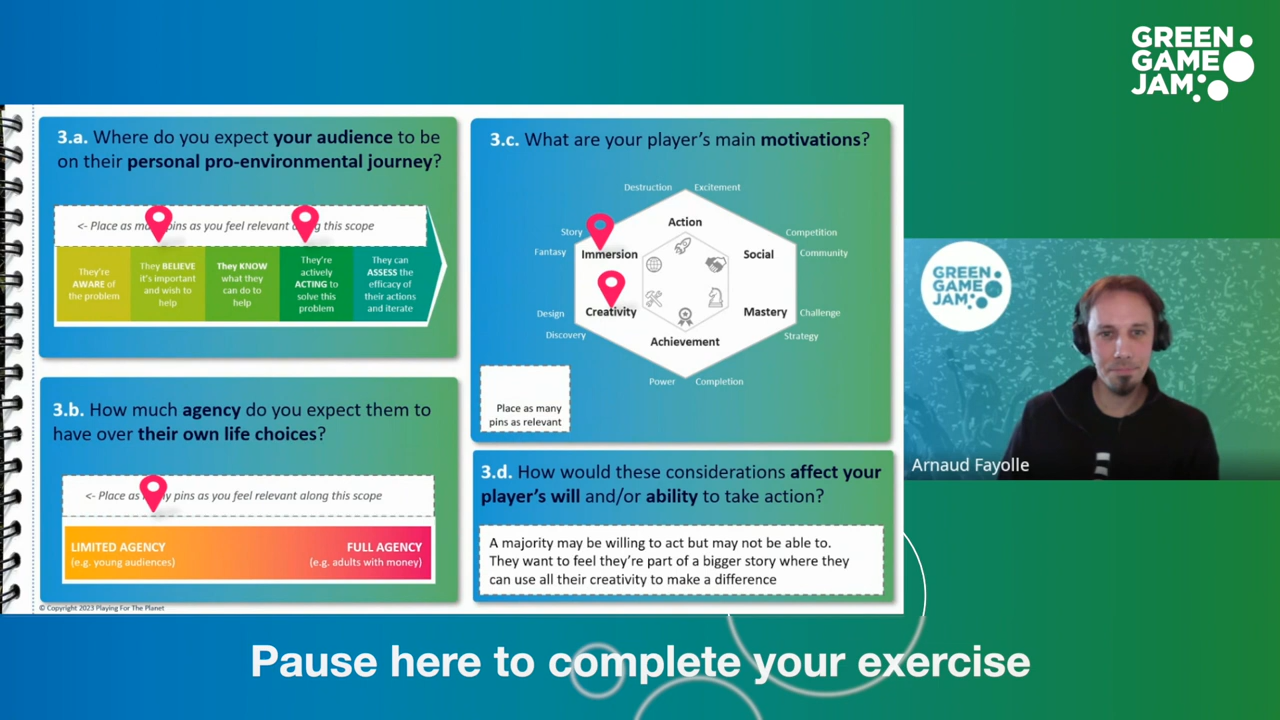 GREEN
GAME
JAM
3.a. Where do you expect your audience to be
on their personal pro-environmental journey?
<- Place as ma pins as you feel relevant g this scope
They're
AWARE of
the problem
They BELIEVE
it's important
and wish to
help
They KNOW
what they
can do to
help
They're
actively
ACTING to
solve this
problem
They can
ASSESS the
efficacy of
their actions
and iterate
3.b. How much agency do you expect them to
have over their own life choices?
<- Place as y pins as you feel relevant along this scope
LIMITED AGENCY
(e.g. young audiences)
FULL AGENCY
(e.g. adults with money)
© Copyright 2023 Playing For The Planet
3.c. What are your player's main motivations?
Destruction
Excitement
Action
Story
Competition
Fantasy
Immersion
Social
Community
Design
Creativity
Mastery
Challenge
Discovery
Strategy
Achievement
Power
Completion
Place as many
pins as relevant
3.d. How would these considerations affect your
player's will and/or ability to take action?
A majority may be willing to act but may not be able to.
They want to feel they're part of a bigger story where they
can use all their creativity to make a difference
GREEN
GAME
JAM
Arnaud Fayolle
Pause here to complete your exercise